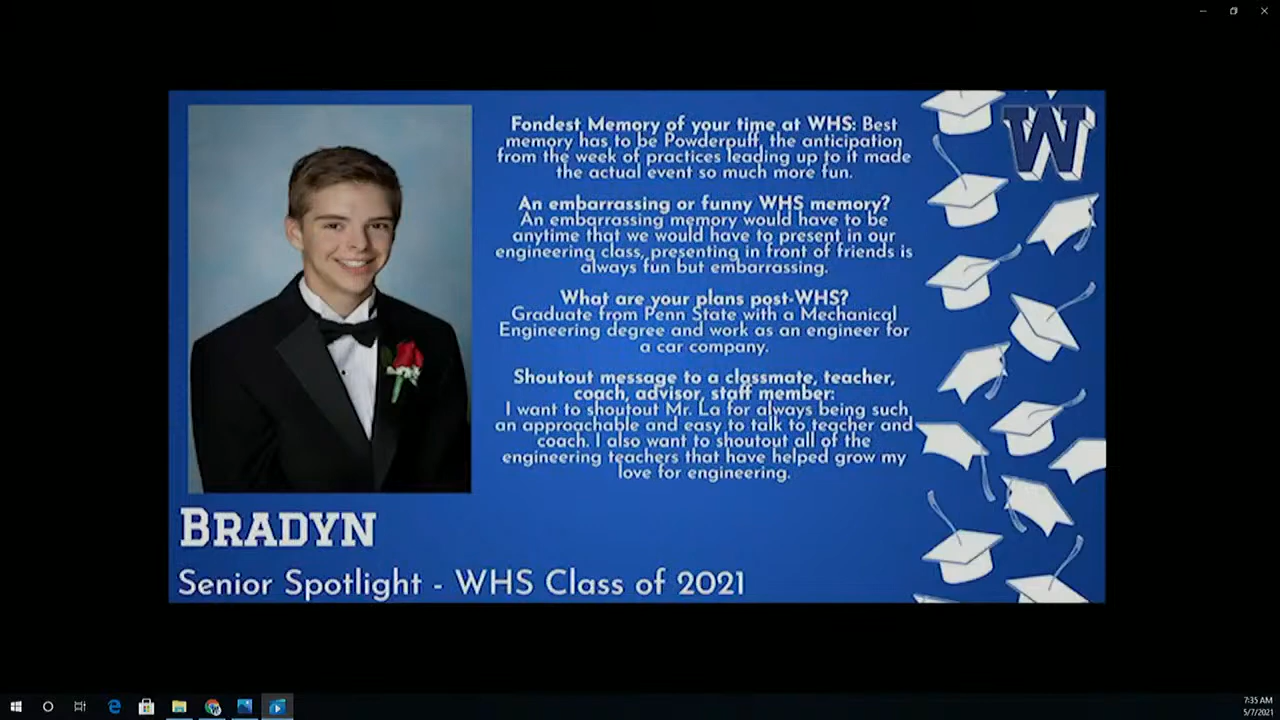 W
Fondest Memory of your time at WHS: Best
memory has to be Powderpuff, the anticipation
from the week of practices leading up to it made
the actual event so much more fun.
An embarrassing or funny WHS memory?
An embarrassing memory would have to be
anytime that we would have to present in our
engineering class, presenting in front of friends is
always fun but embarrassing.
What are your plans post-WHS?
Graduate from Penn State with a Mechanical
Engineering degree and work as an engineer for
a car company.
Shoutout message to a classmate, teacher,
coach, advisor, staff member:
I want to shoutout Mr. La for always being such
an approachable and easy to talk to teacher and
coach. I also want to shoutout all of the
engineering teachers that have helped grow my
love for engineering.
BRADYN
Senior Spotlight - WHS Class of 2021
7:35 AM
5/7/2021